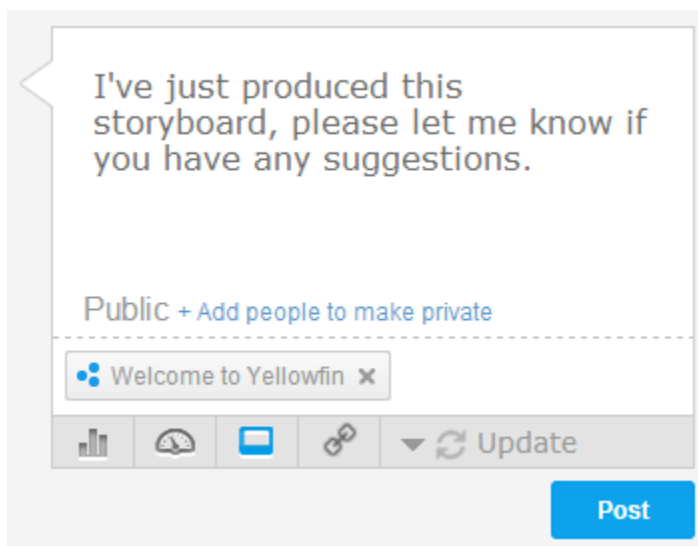 I've just produced this
storyboard, please let me know if
you have any suggestions.
Public + Add people to make private
Welcome to Yellowfin
Update
Post